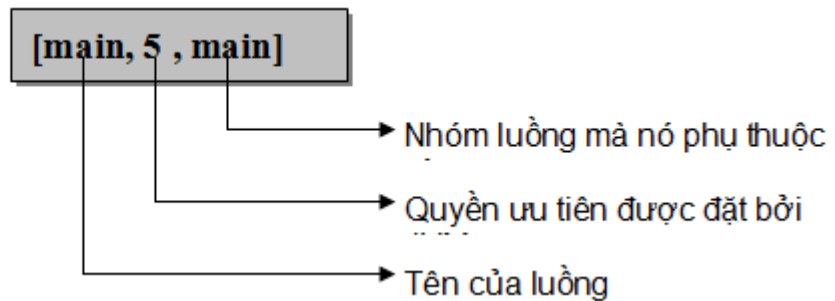 [main, 5 , main]
Nhóm luồng mà nó phụ thuộc
Quyền ưu tiên được đặt bởi
Tên của luồng